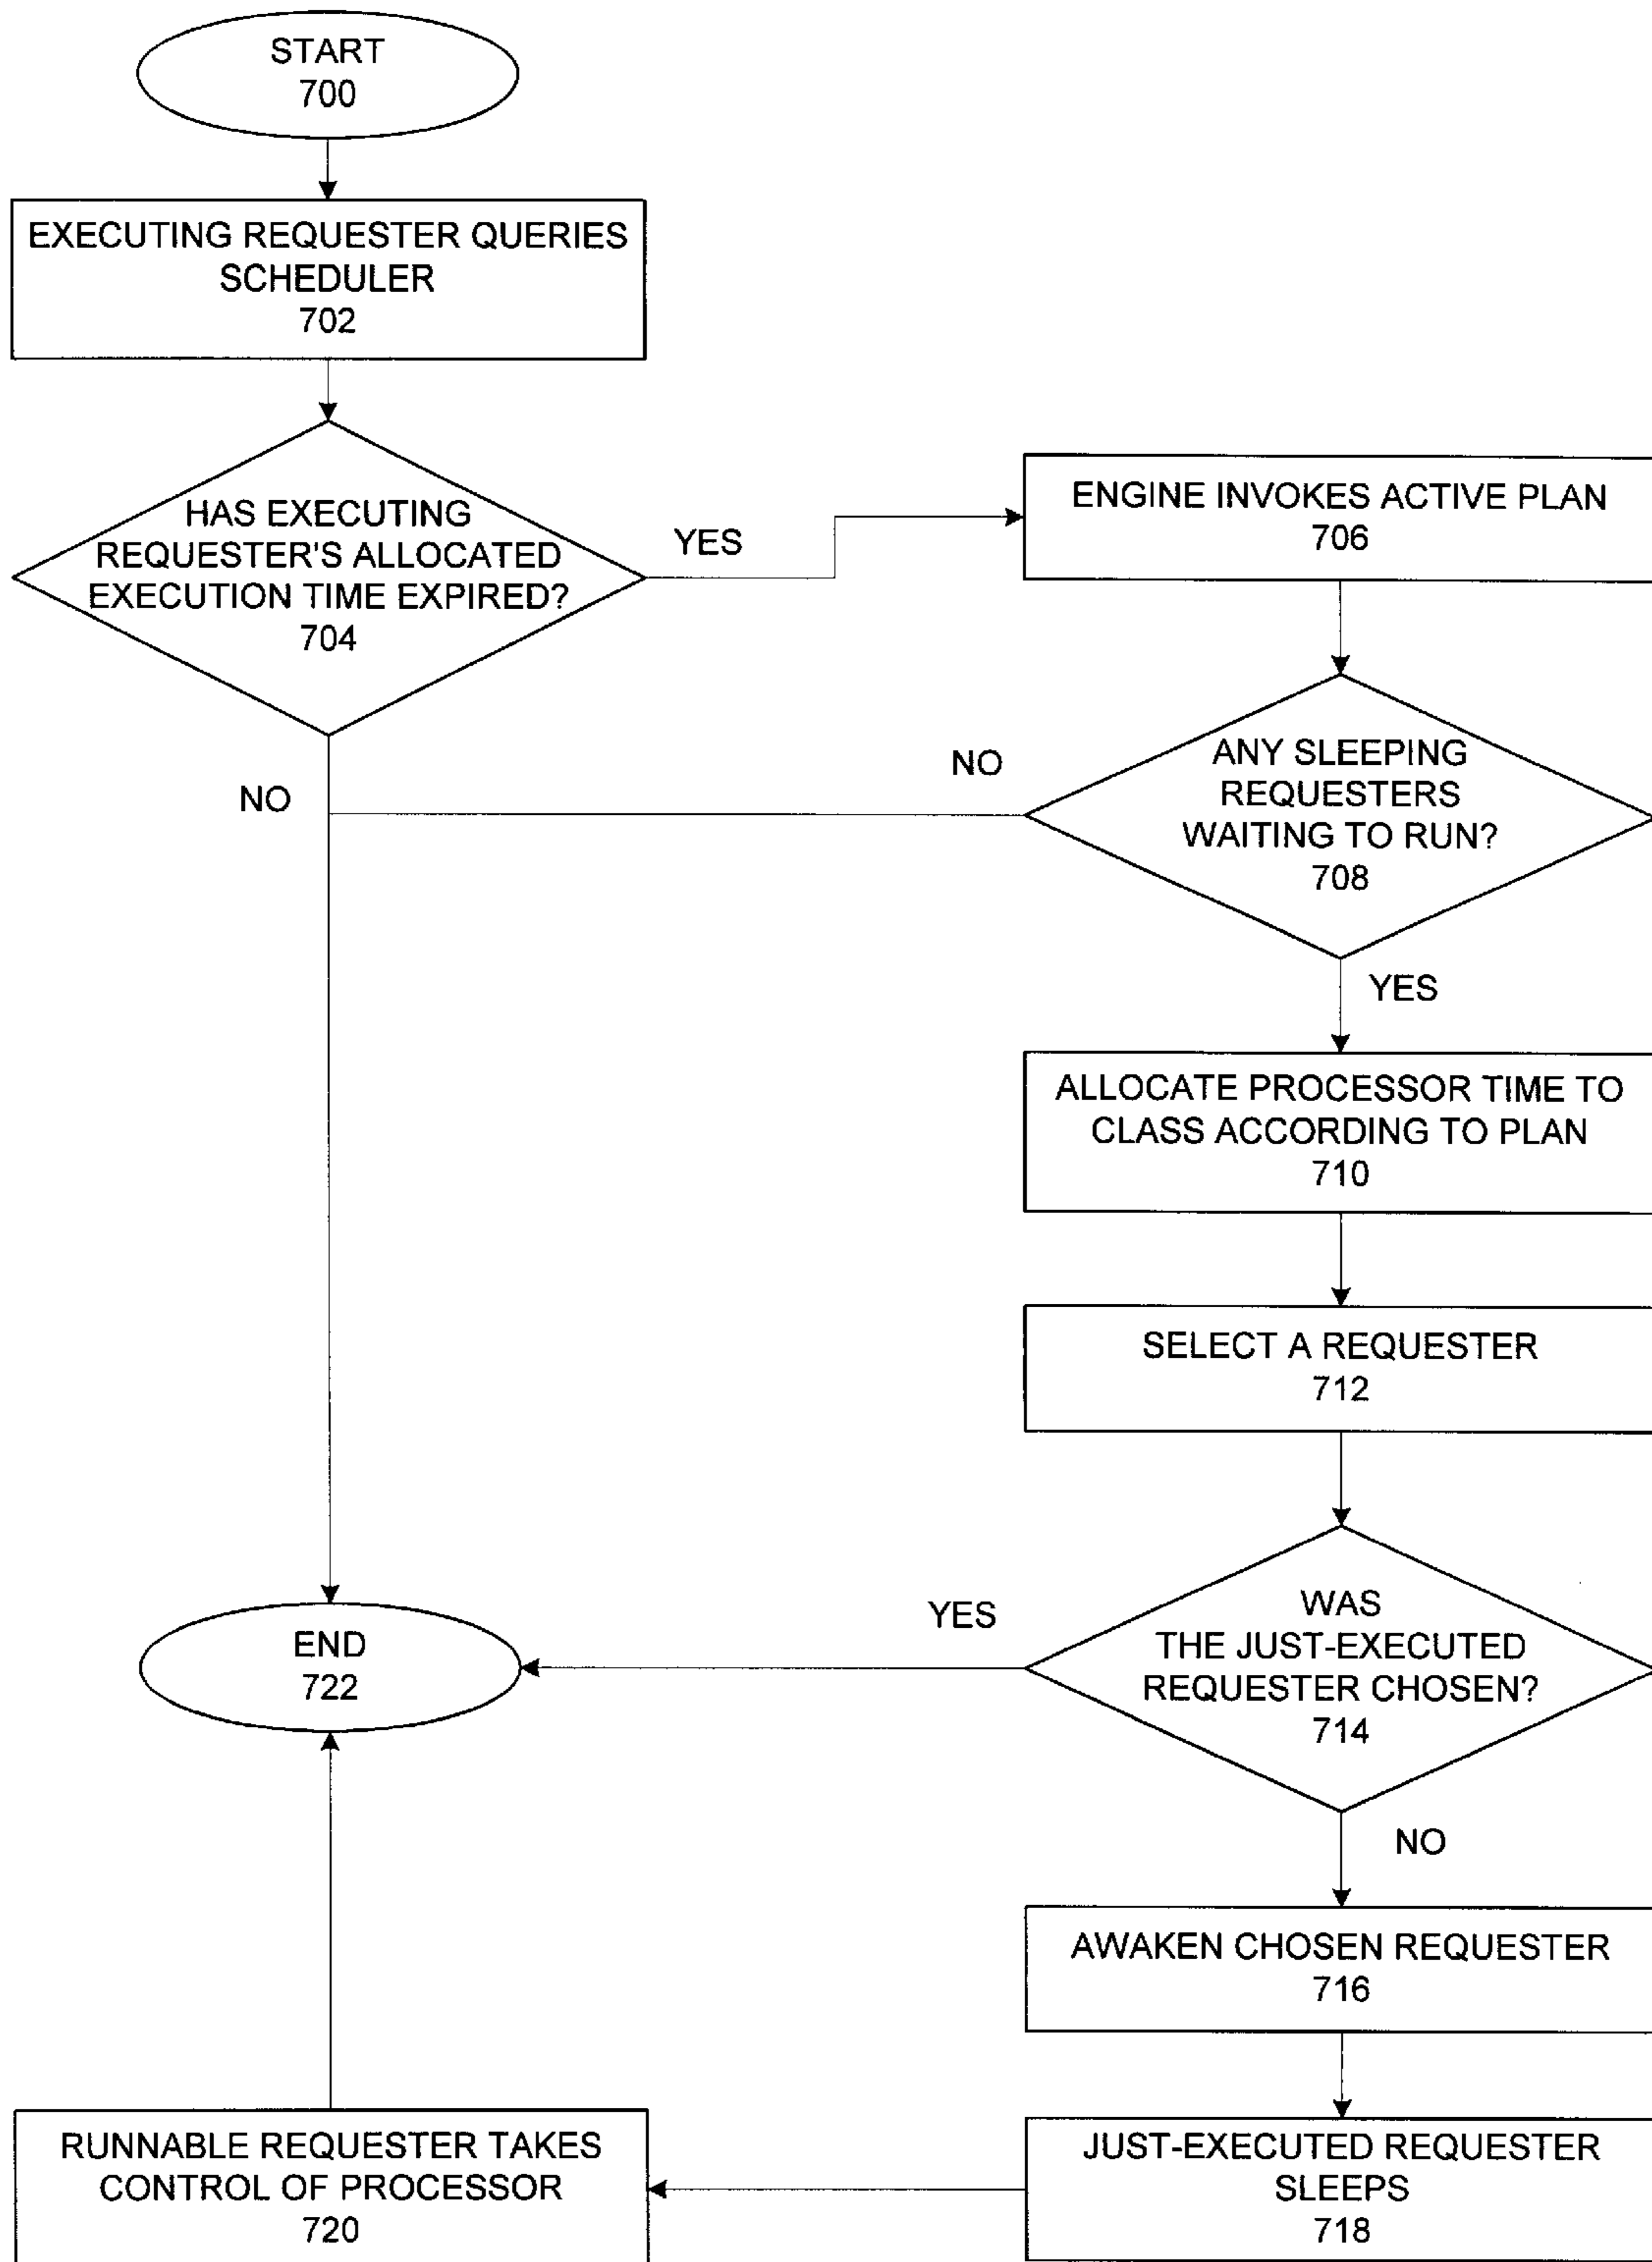 START
700
EXECUTING REQUESTER QUERIES
SCHEDULER
702
HAS EXECUTING
REQUESTER'S ALLOCATED
EXECUTION TIME EXPIRED?
704
YES
NO
ENGINE INVOKES ACTIVE PLAN
706
ANY SLEEPING
REQUESTERS
WAITING TO RUN?
708
NO
YES
ALLOCATE PROCESSOR TIME TO
CLASS ACCORDING TO PLAN
710
SELECT A REQUESTER
712
WAS
THE JUST-EXECUTED
REQUESTER CHOSEN?
714
YES
NO
END
722
AWAKEN CHOSEN REQUESTER
716
JUST-EXECUTED REQUESTER
SLEEPS
718
RUNNABLE REQUESTER TAKES
CONTROL OF PROCESSOR
720